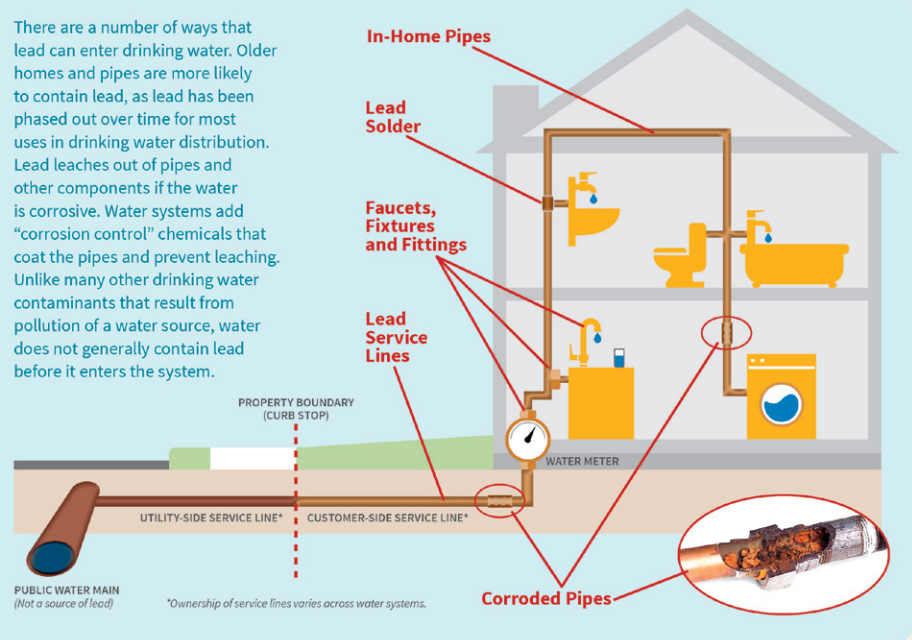 There are a number of ways that
lead can enter drinking water. Older
homes and pipes are more likely
to contain lead, as lead has been
phased out over time for most
uses in drinking water distribution.
Lead leaches out of pipes and
other components if the water
is corrosive. Water systems add
“corrosion control” chemicals that
coat the pipes and prevent leaching.
Unlike many other drinking water
contaminants that result from
pollution of a water source, water
does not generally contain lead
before it enters the system.
In-Home Pipes
Lead
Solder
Faucets,
Fixtures
and Fittings
Lead
Service
Lines
PROPERTY BOUNDARY
(CURB STOP)
WATER METER
UTILITY-SIDE SERVICE LINE*
CUSTOMER-SIDE SERVICE LINE*
PUBLIC WATER MAIN
(Not a source of lead)
*Ownership of service lines varies across water systems.
Corroded Pipes